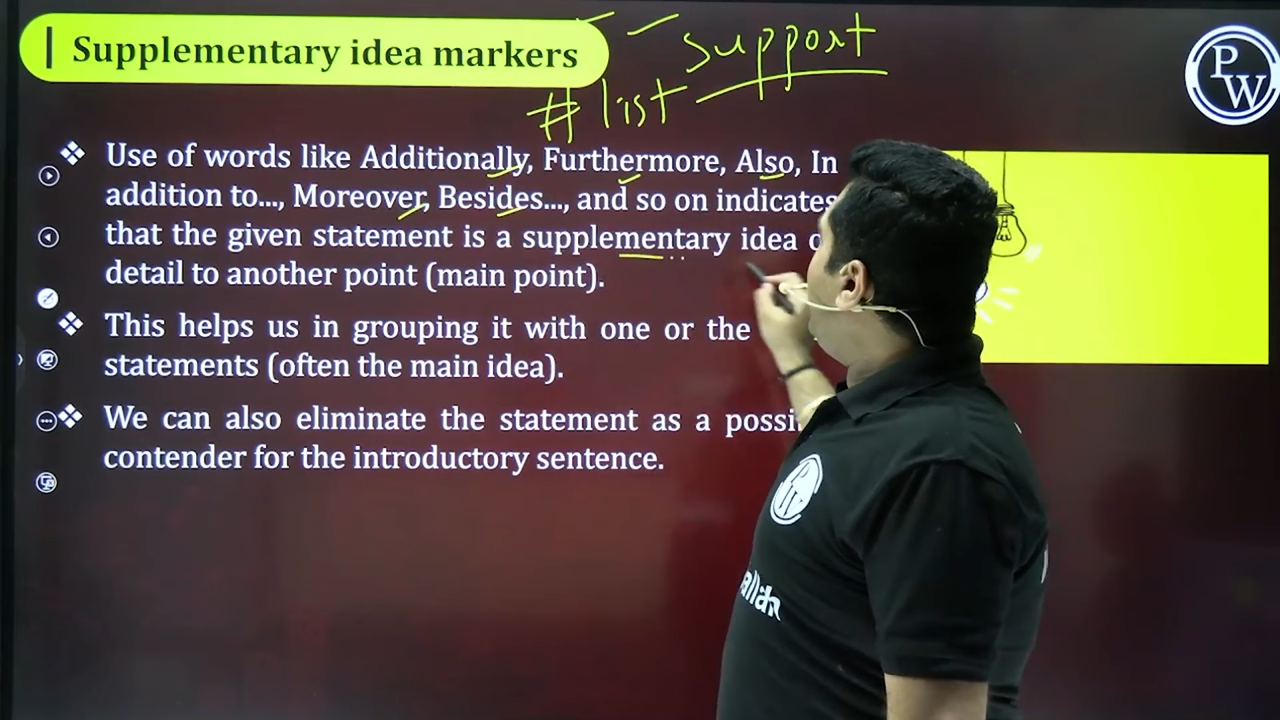 Supplementary idea markers
support
# list
Use of words like Additionally, Furthermore, Also, In
addition to..., Moreover, Besides..., and so on indicates
that the given statement is a supplementary idea
detail to another point (main point).
This helps us in grouping it with one or the
statements (often the main idea).
We can also eliminate the statement as a
contender for the introductory sentence.
PW
PW